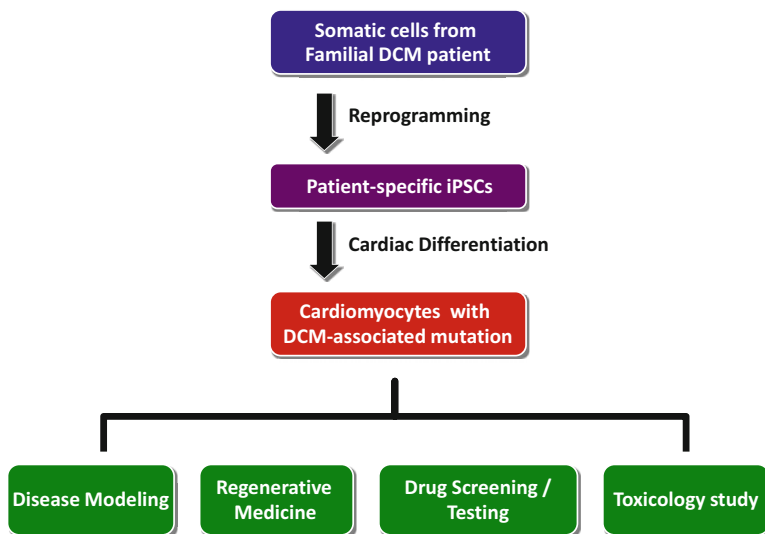 Somatic cells from
Familial DCM patient
Reprogramming
Patient-specific iPSCs
Cardiac Differentiation
Cardiomyocytes with
DCM-associated mutation
Disease Modeling
Regenerative
Medicine
Drug Screening /
Testing
Toxicology study